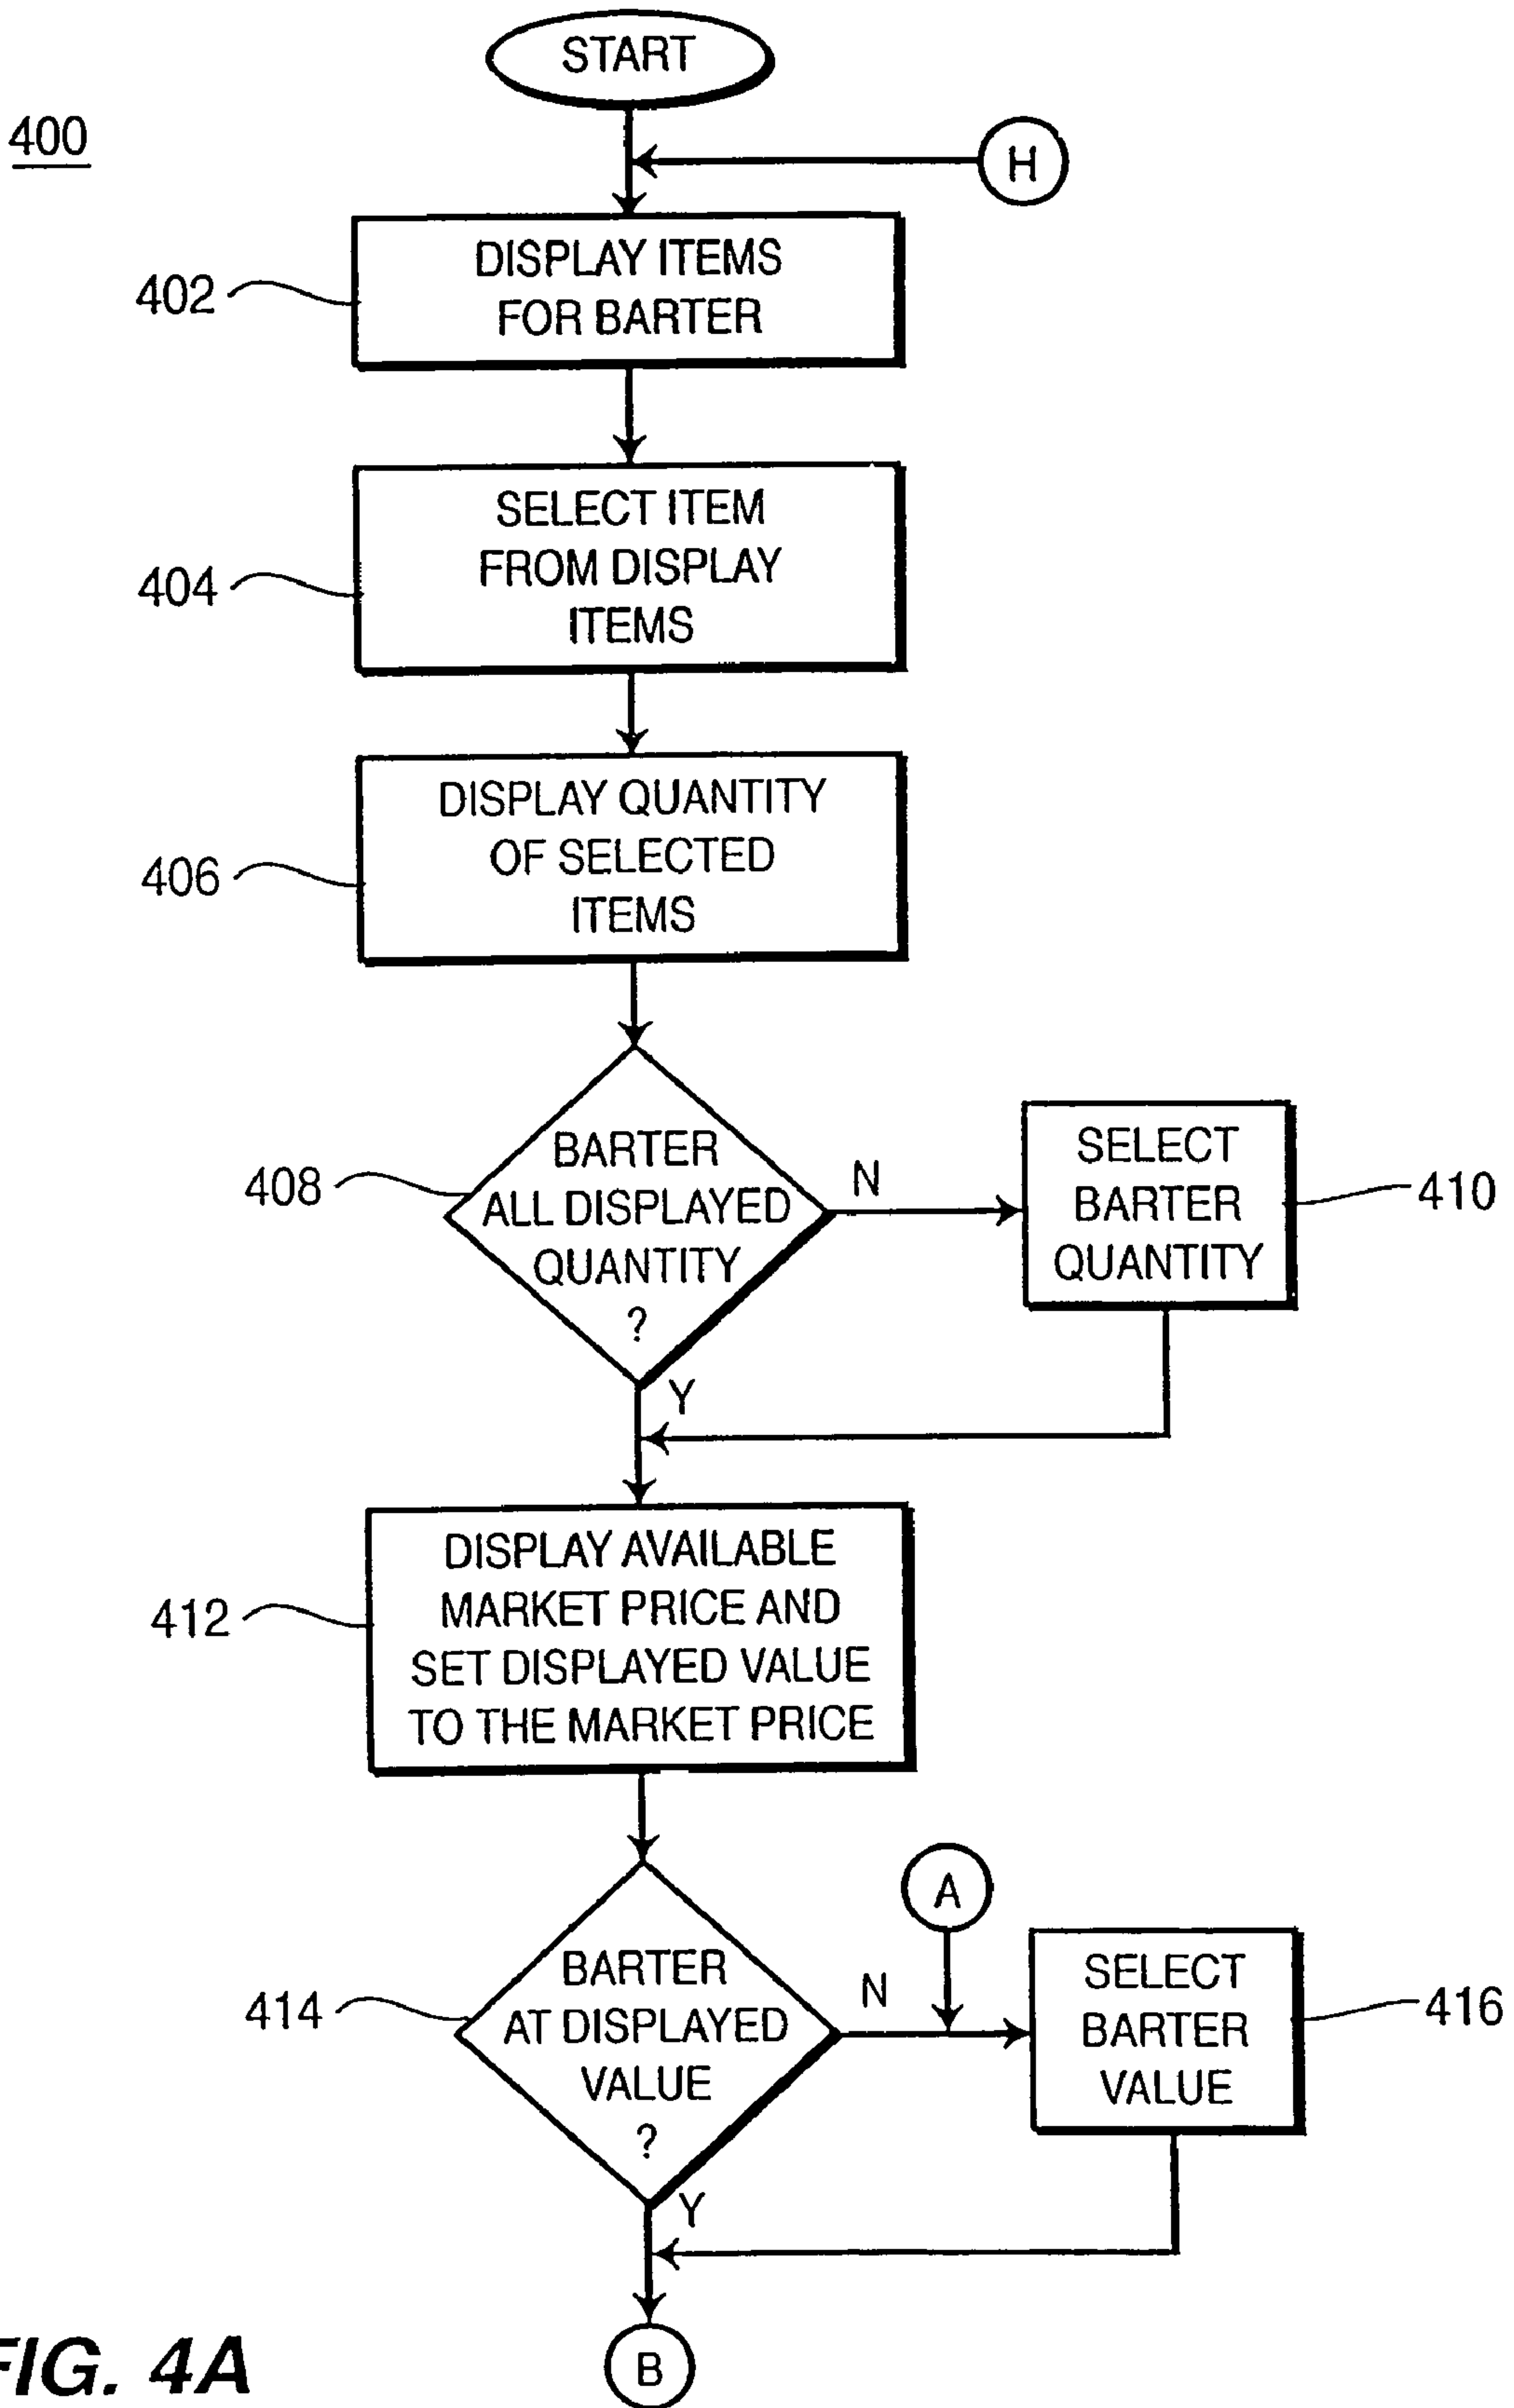 START
400
H
DISPLAY ITEMS
FOR BARTER
402
SELECT ITEM
FROM DISPLAY
ITEMS
404
DISPLAY QUANTITY
OF SELECTED
ITEMS
406
BARTER
ALL DISPLAYED
QUANTITY
?
408
N
SELECT
BARTER
QUANTITY
410
Y
DISPLAY AVAILABLE
MARKET PRICE AND
SET DISPLAYED VALUE
TO THE MARKET PRICE
412
A
BARTER
AT DISPLAYED
VALUE
?
414
N
SELECT
BARTER
VALUE
416
Y
B
FIG. 4A